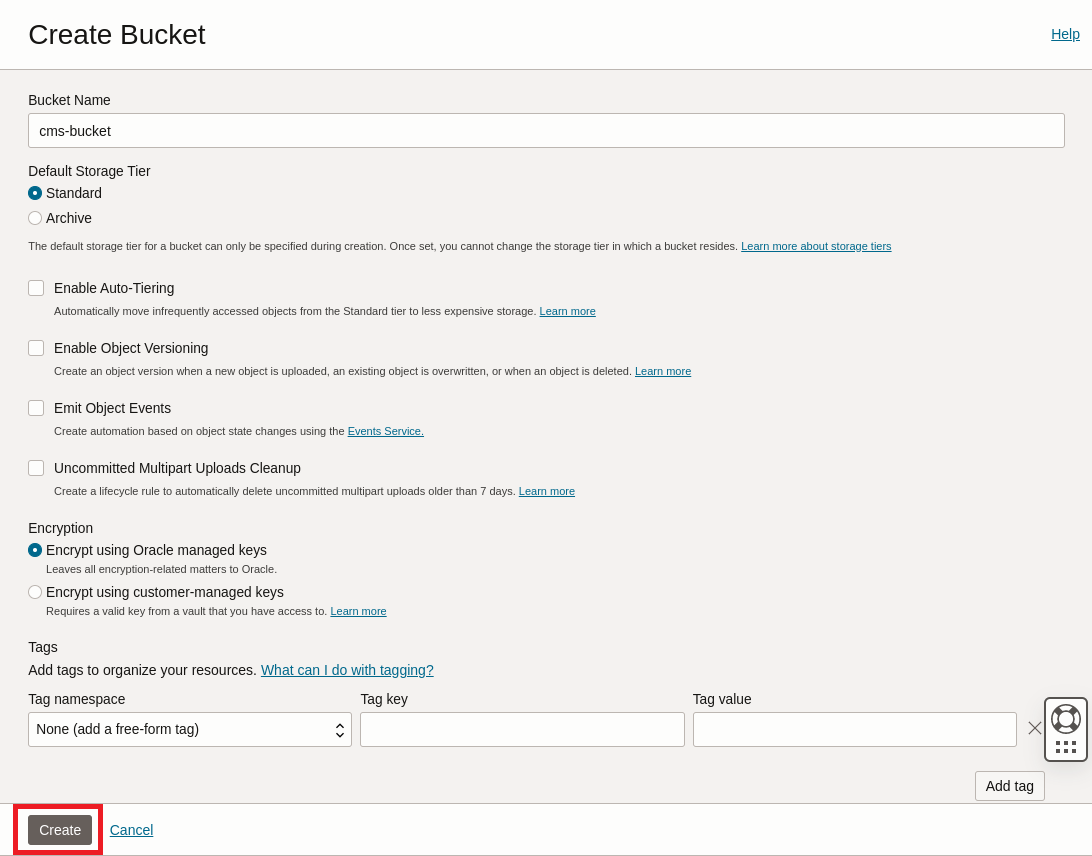 Create Bucket
Help
Bucket Name
cms-bucket
Default Storage Tier
Standard
Archive
The default storage tier for a bucket can only be specified during creation. Once set, you cannot change the storage tier in which a bucket resides. Learn more about storage tiers
Enable Auto-Tiering
Automatically move infrequently accessed objects from the Standard tier to less expensive storage. Learn more
Enable Object Versioning
Create an object version when a new object is uploaded, an existing object is overwritten, or when an object is deleted. Learn more
Emit Object Events
Create automation based on object state changes using the Events Service.
Uncommitted Multipart Uploads Cleanup
Create a lifecycle rule to automatically delete uncommitted multipart uploads older than 7 days. Learn more
Encryption
Encrypt using Oracle managed keys
Leaves all encryption-related matters to Oracle.
Encrypt using customer-managed keys
Requires a valid key from a vault that you have access to. Learn more
Tags
Add tags to organize your resources. What can I do with tagging?
Tag namespace Tag key Tag value
None (add a free-form tag)
Add tag
Create Cancel